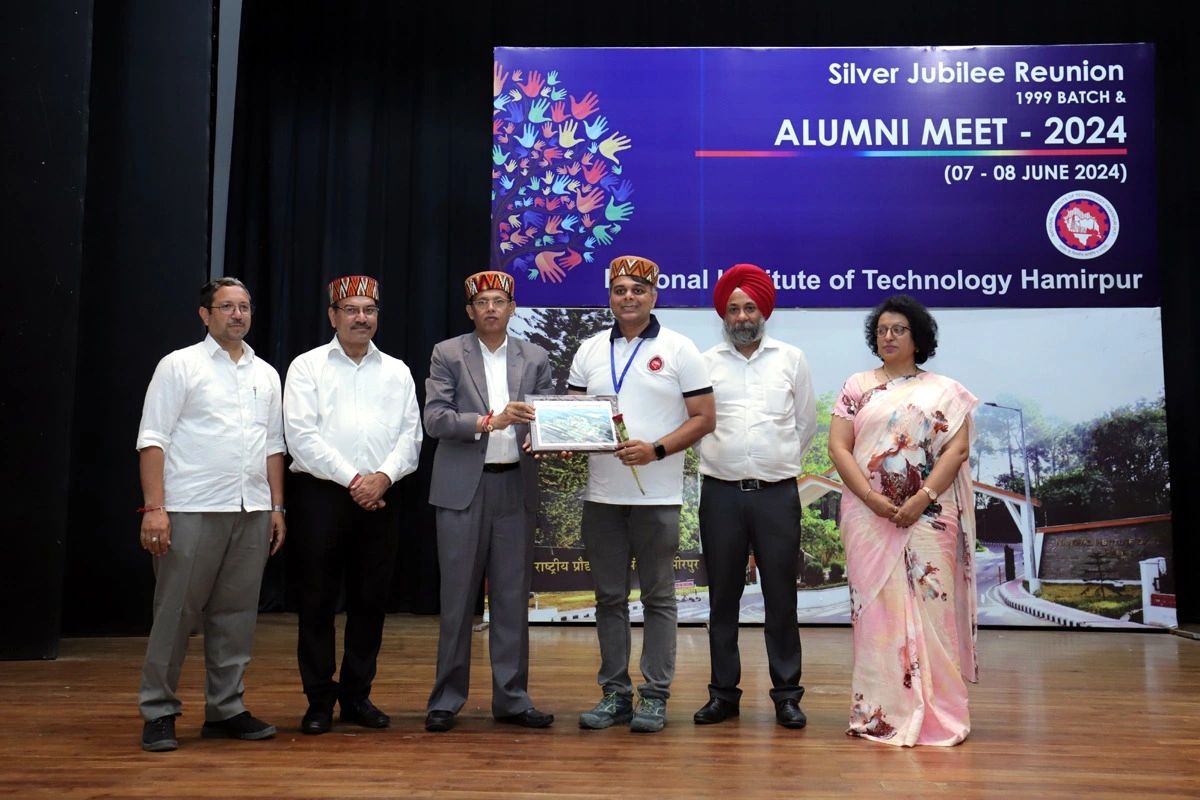 Silver Jubilee Reunion
1999 BATCH &
ALUMNI MEET - 2024
(07 - 08 JUNE 2024)
of Technology Hamirpur
राष्ट्रीय